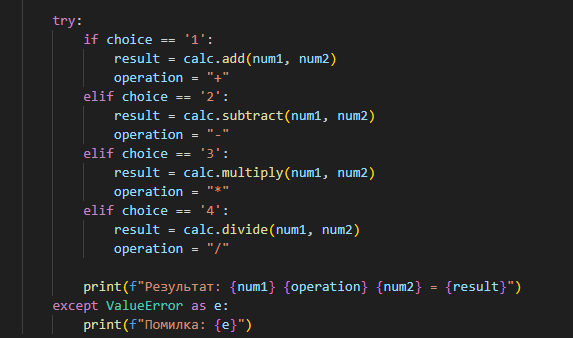 try:
    if choice == '1':
        result = calc.add(num1, num2)
        operation = "+"
    elif choice == '2':
        result = calc.subtract(num1, num2)
        operation = "-"
    elif choice == '3':
        result = calc.multiply(num1, num2)
        operation = "*"
    elif choice == '4':
        result = calc.divide(num1, num2)
        operation = "/"

    print(f"Результат: {num1} {operation} {num2} = {result}")
except ValueError as e:
    print(f"Помилка: {e}")